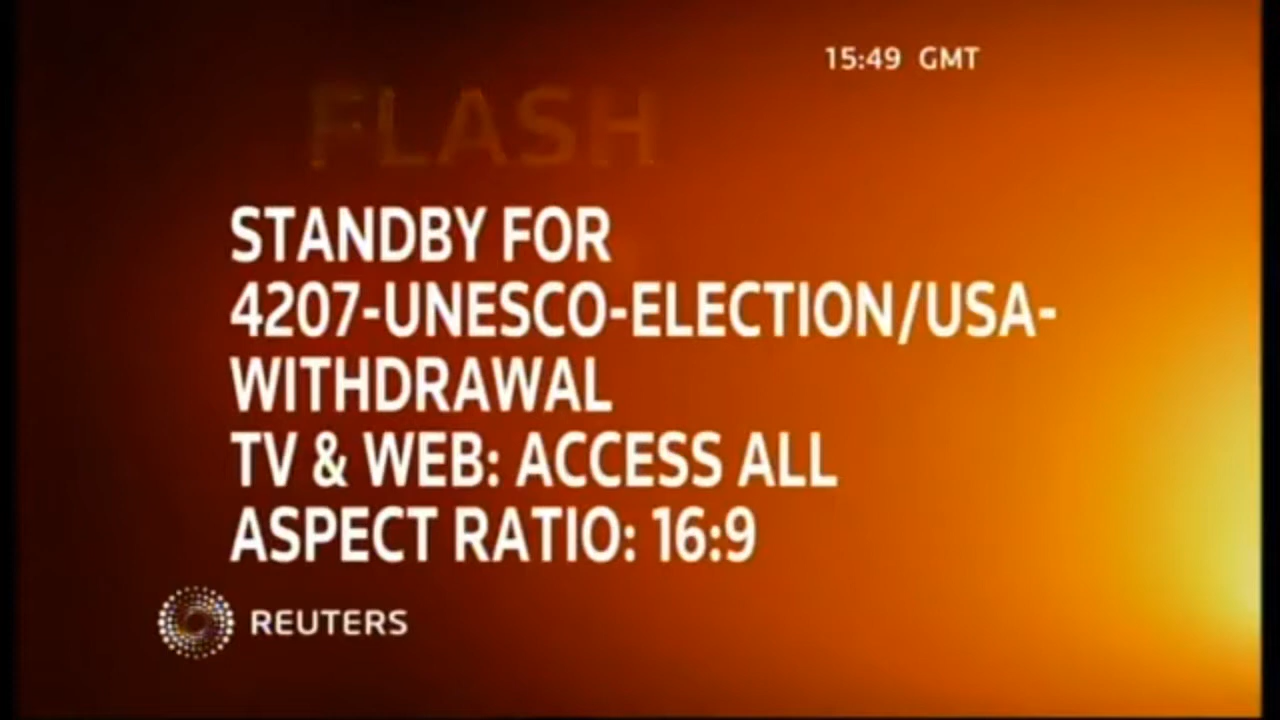 15:49 GMT
FLASH
STANDBY FOR
4207-UNESCO-ELECTION/USA-
WITHDRAWAL
TV & WEB: ACCESS ALL
ASPECT RATIO: 16:9
REUTERS